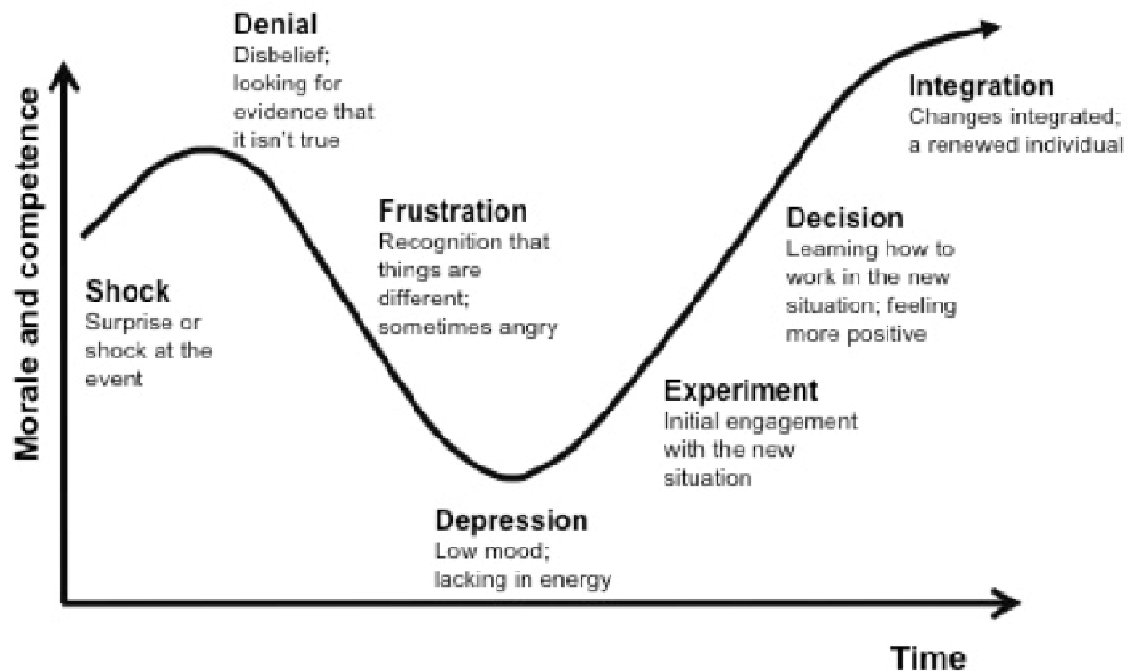 Denial
Disbelief;
looking for
evidence that
it isn't true
Morale and competence
Shock
Surprise or
shock at the
event
Frustration
Recognition that
things are
different;
sometimes angry
Depression
Low mood;
lacking in energy
Experiment
Initial engagement
with the new
situation
Decision
Learning how to
work in the new
situation; feeling
more positive
Integration
Changes integrated;
a renewed individual
Time